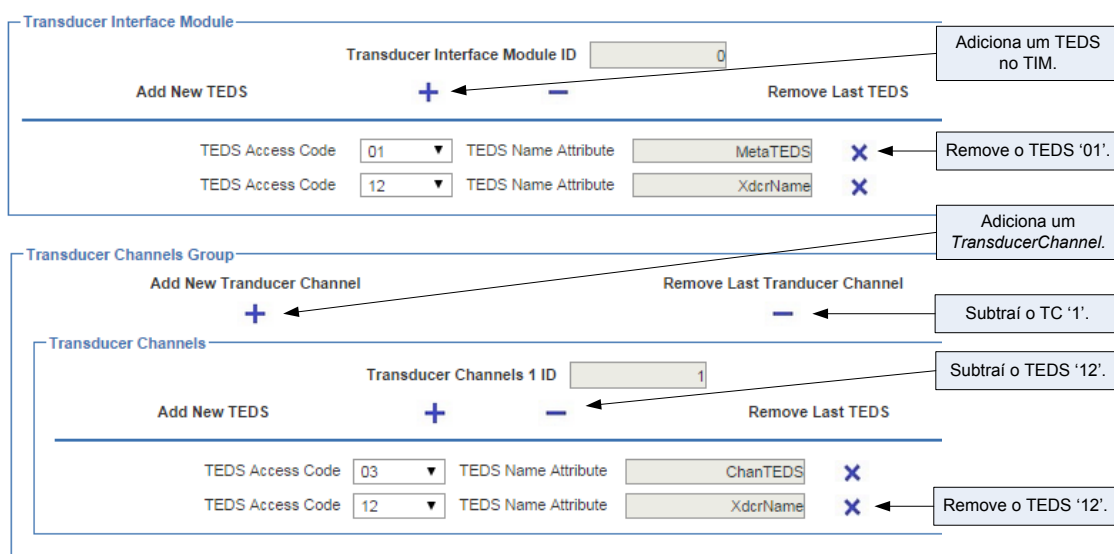 Transducer Interface Module
Transducer Interface Module ID 0
Adiciona um TEDS
no TIM.
Add New TEDS Remove Last TEDS
TEDS Access Code 01 TEDS Name Attribute MetaTEDS
Remove o TEDS ‘01’.
TEDS Access Code 12 TEDS Name Attribute XdcrName
Adiciona um
TransducerChannel.
Transducer Channels Group
Add New Tranducer Channel Remove Last Tranducer Channel
Subtraí o TC ‘1’.
Transducer Channels
Transducer Channels 1 ID 1
Subtraí o TEDS ‘12’.
Add New TEDS Remove Last TEDS
TEDS Access Code 03 TEDS Name Attribute ChanTEDS
TEDS Access Code 12 TEDS Name Attribute XdcrName
Remove o TEDS ‘12’.